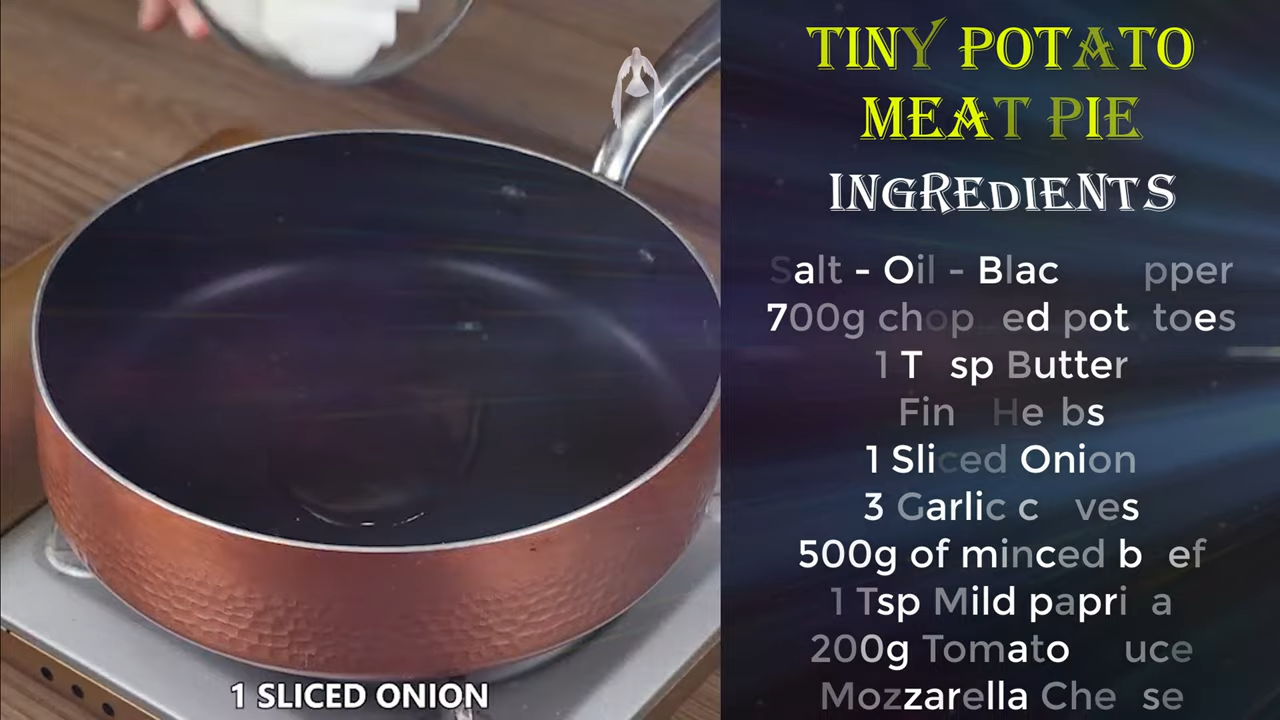 TINY POTATO
MEAT PIE
INGREDIENTS
Salt - Oil - Blac pper
700g chop ed pot toes
1 T sp Butter
Fin He bs
1 Sliced Onion
3 Garlic c ves
500g of minced b ef
1 Tsp Mild papri a
200g Tomato uce
Mozzarella Che se
1 SLICED ONION